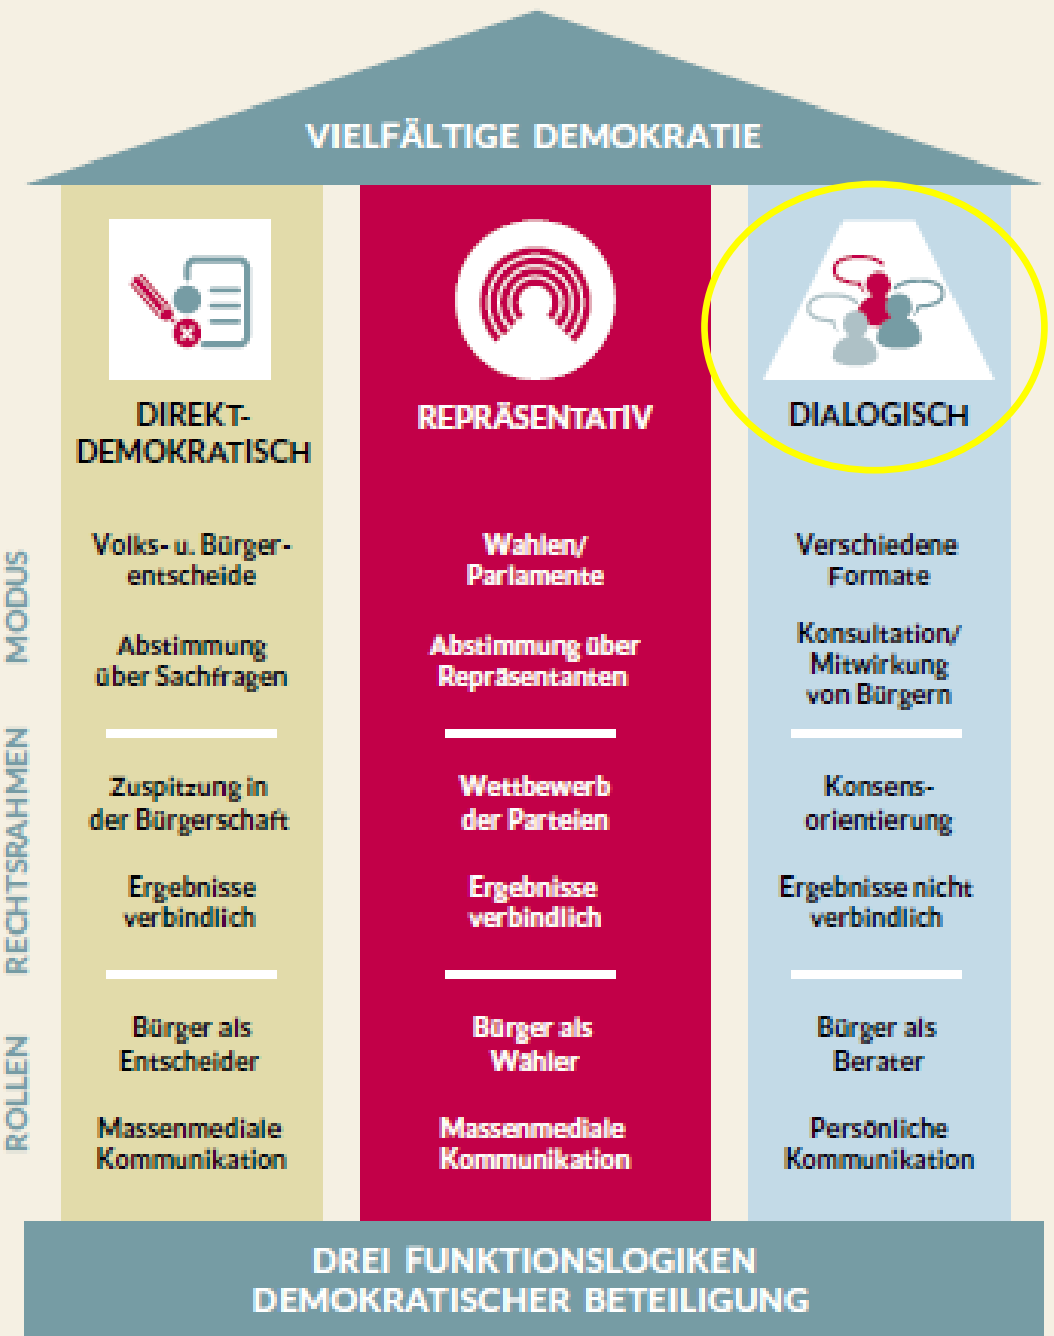 VIELFÄLTIGE DEMOKRATIE
DIREKT-
DEMOKRATISCH
Volks- u. Bürger-
entscheide
Abstimmung
über Sachfragen
Zuspitzung in
der Bürgerschaft
Ergebnisse
verbindlich
Bürger als
Entscheider
Massenmediale
Kommunikation
REPRÄSENTATIV
Wahlen/
Parlamente
Abstimmung über
Repräsentanten
Wettbewerb
der Parteien
Ergebnisse
verbindlich
Bürger als
Wähler
Massenmediale
Kommunikation
DIALOGISCH
Verschiedene
Formate
Konsultation/
Mitwirkung
von Bürgern
Konsens-
orientierung
Ergebnisse nicht
verbindlich
Bürger als
Berater
Persönliche
Kommunikation
MODUS
RECHTSRAHMEN
ROLLEN
DREI FUNKTIONSLOGIKEN
DEMOKRATISCHER BETEILIGUNG